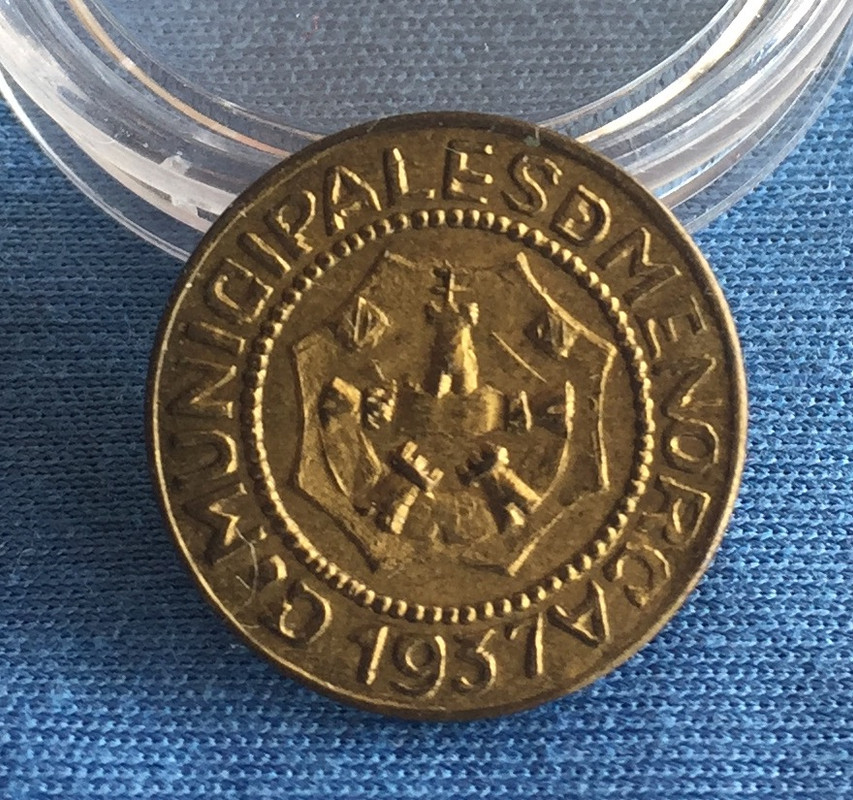 MUNICIPALES D MENORCA
1937